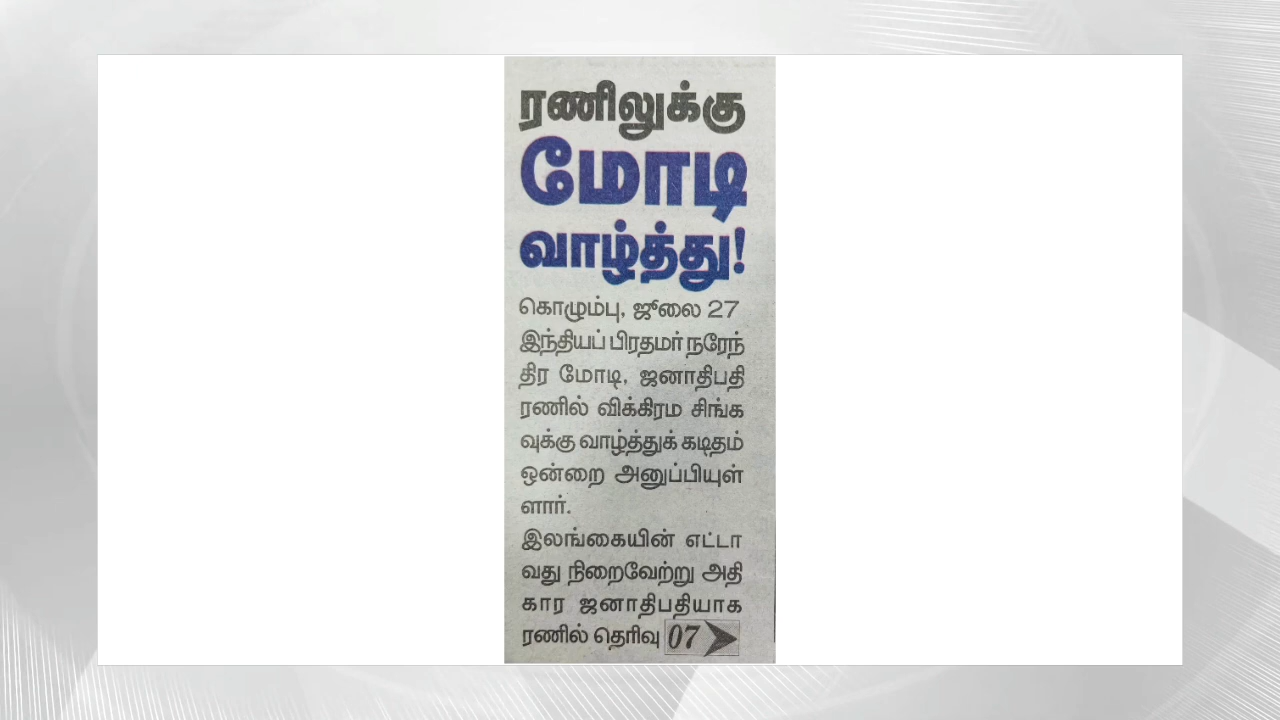 ரணிலுக்கு
மோடி
வாழ்த்து!
கொழும்பு, ஜூலை 27
இந்தியப் பிரதமர் நரேந்
திர மோடி, ஜனாதிபதி
ரணில் விக்கிரம சிங்க
வுக்கு வாழ்த்துக் கடிதம்
ஒன்றை அனுப்பியுள்
ளார்.
இலங்கையின் எட்டா
வது நிறைவேற்று அதி
கார ஜனாதிபதியாக
ரணில் தெரிவு 07